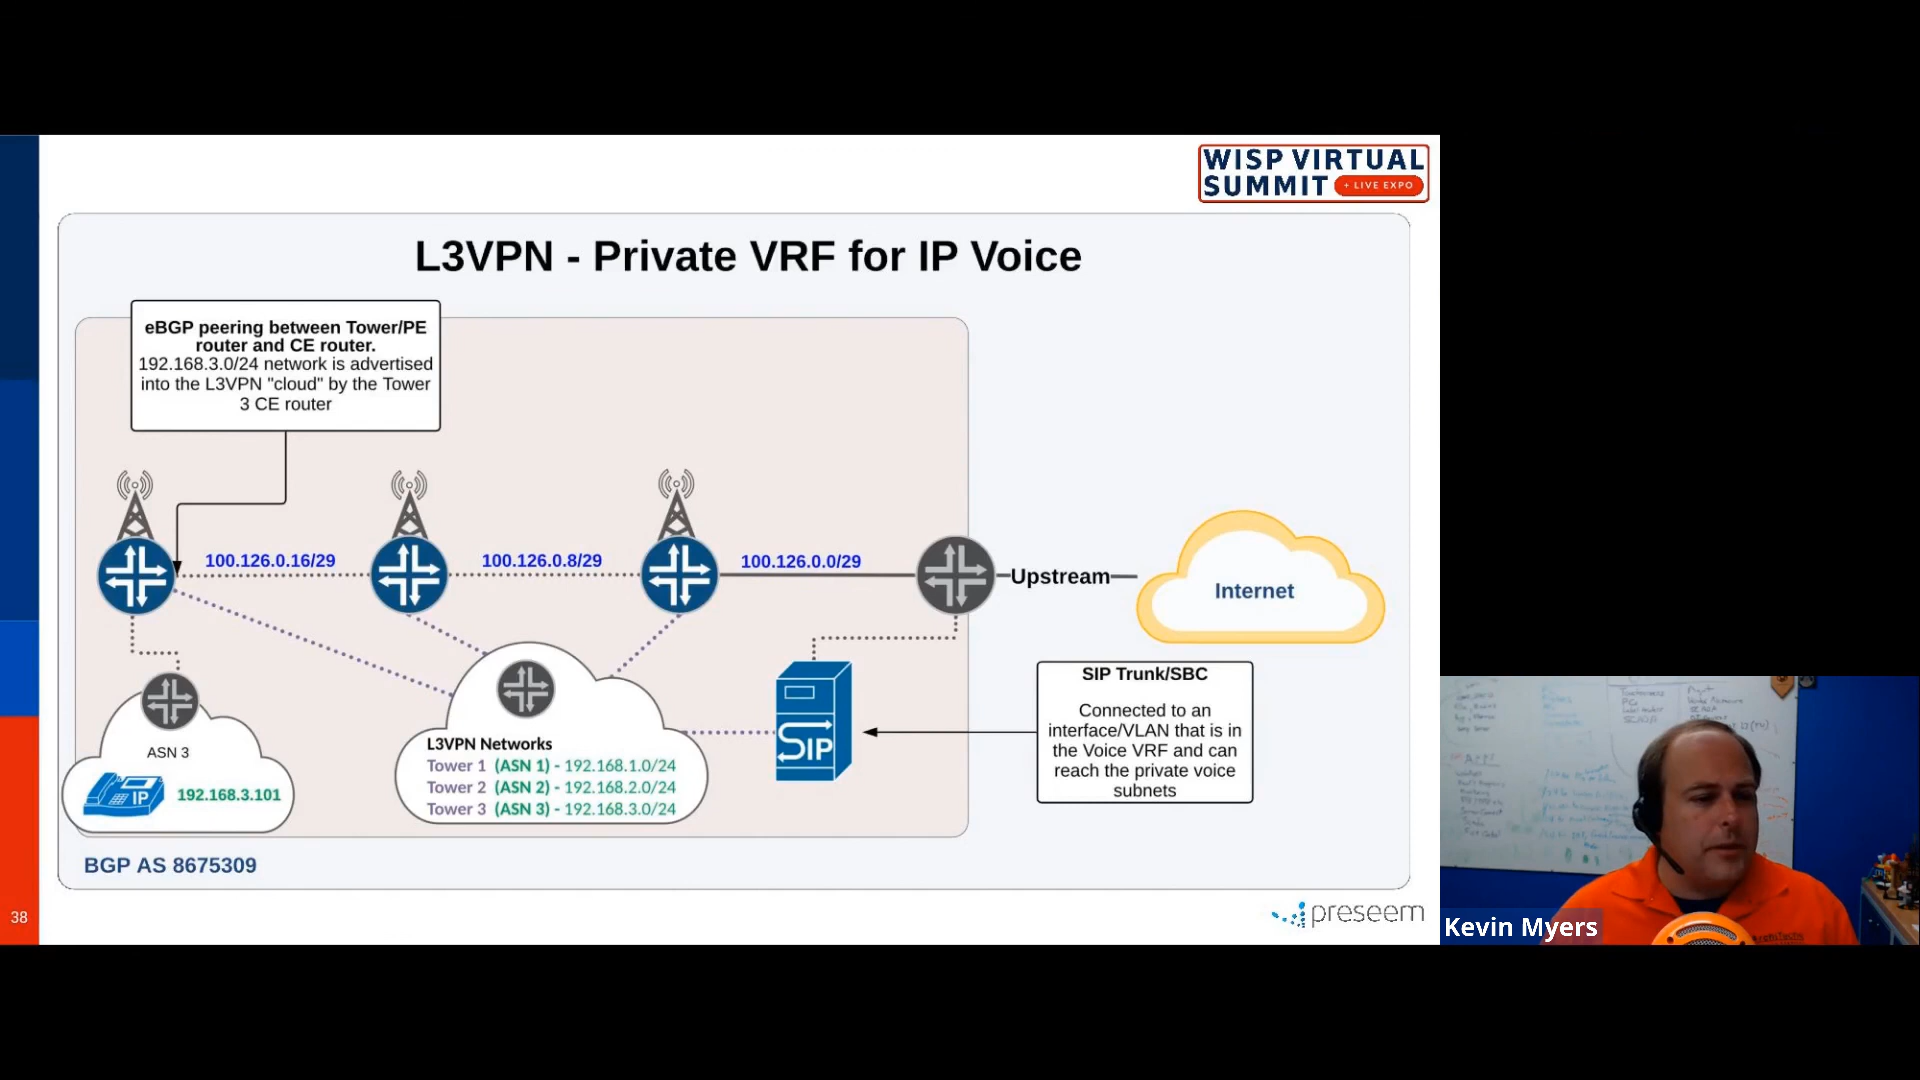 WISP VIRTUAL
SUMMIT + LIVE EXPO
L3VPN - Private VRF for IP Voice
eBGP peering between Tower/PE
router and CE router.
192.168.3.0/24 network is advertised
into the L3VPN "cloud" by the Tower
3 CE router
100.126.0.16/29
100.126.0.8/29
100.126.0.0/29
Upstream
Internet
ASN 3
IP
192.168.3.101
L3VPN Networks
Tower 1 (ASN 1) - 192.168.1.0/24
Tower 2 (ASN 2) - 192.168.2.0/24
Tower 3 (ASN 3) - 192.168.3.0/24
SIP
SIP Trunk/SBC
Connected to an
interface/VLAN that is in
the Voice VRF and can
reach the private voice
subnets
BGP AS 8675309
38
preseem
Kevin Myers